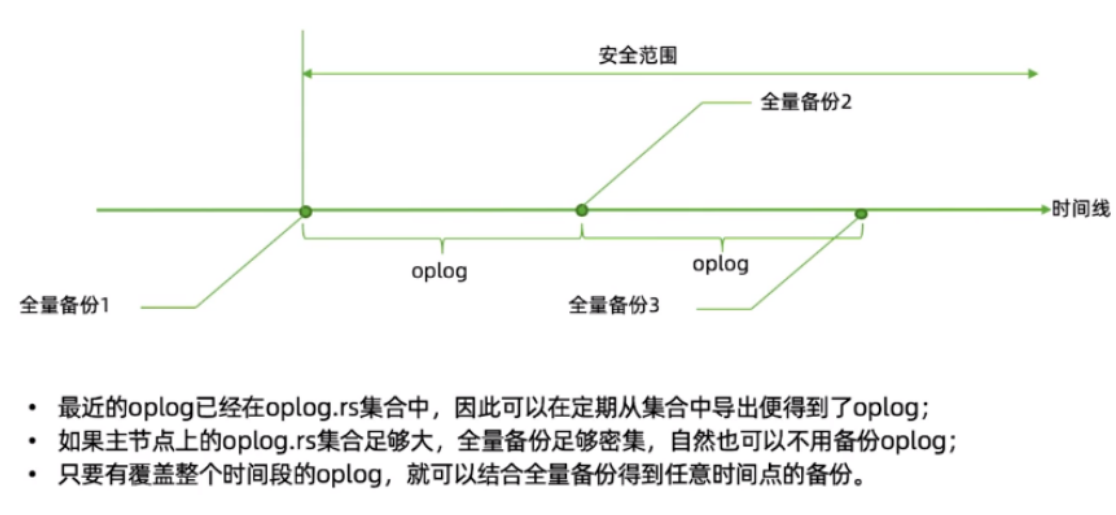 安全范围
全量备份2
时间线
oplog
oplog
全量备份1
全量备份3
• 最近的oplog已经在oplog.rs集合中，因此可以在定期从集合中导出便得到了oplog；
• 如果主节点上的oplog.rs集合足够大，全量备份足够密集，自然也可以不用备份oplog；
• 只要有覆盖整个时间段的oplog，就可以结合全量备份得到任意时间点的备份。